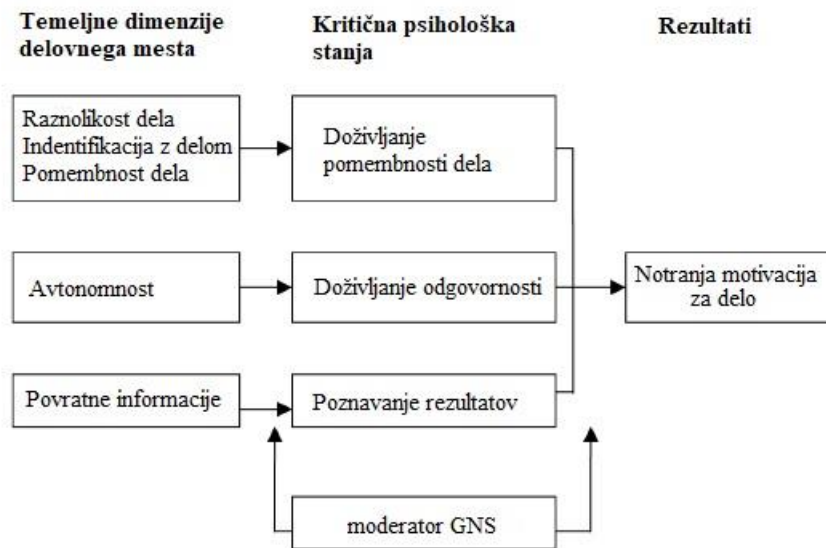 Temeljne dimenzije
delovnega mesta
Kritična psihološka
stanja
Rezultati
Raznolikost dela
Indentifikacija z delom
Pomembnost dela
Doživljanje
pomembnosti dela
Avtonomnost
Doživljanje odgovornosti
Notranja motivacija
za delo
Povratne informacije
Poznavanje rezultatov
moderator GNS